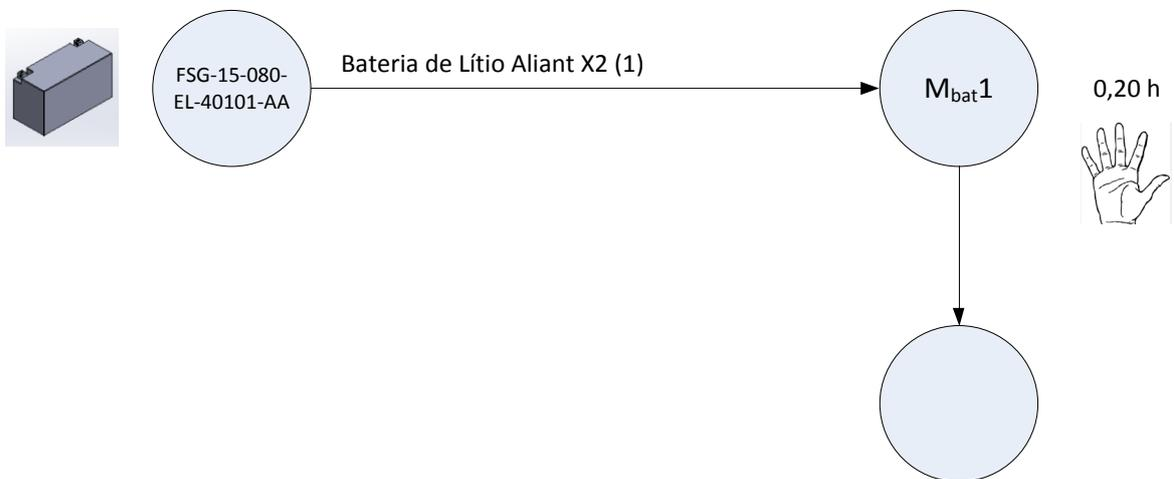 Bateria de Lítio Aliant X2 (1)
FSG-15-080-
EL-40101-AA
Mbat1
0,20 h